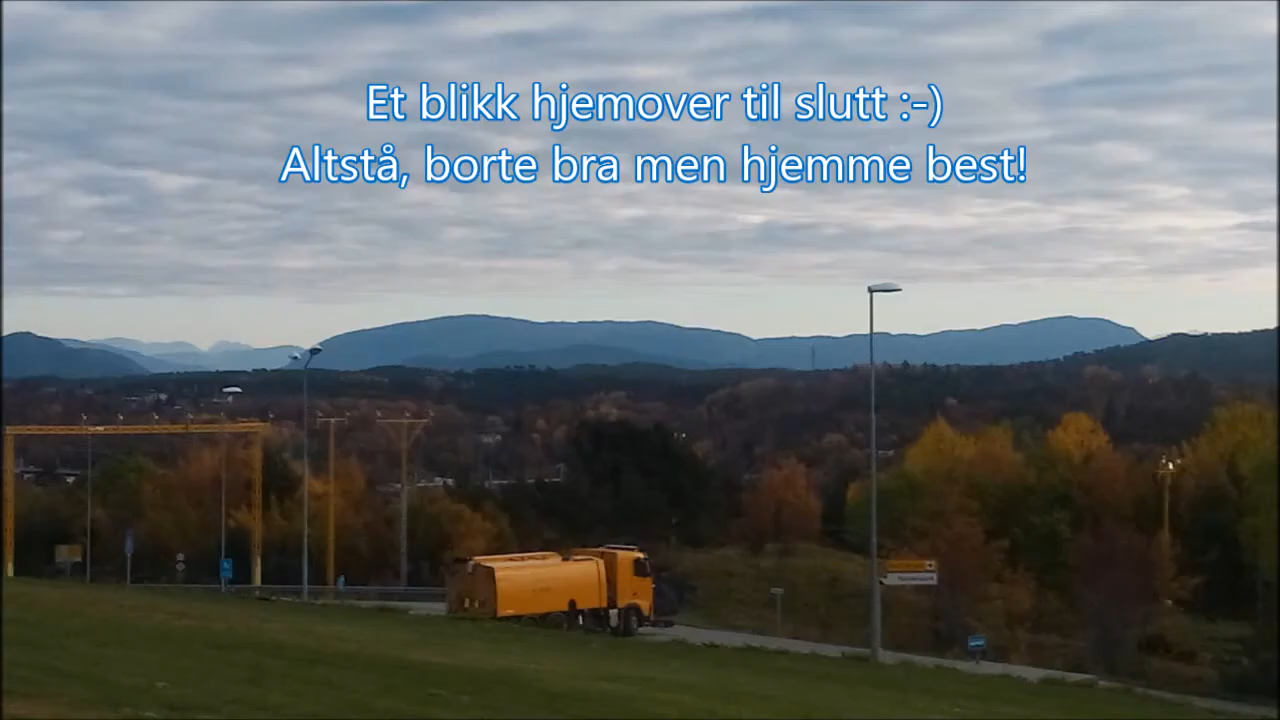 Et blikk hjemover til slutt :-)
Altstå, borte bra men hjemme best!